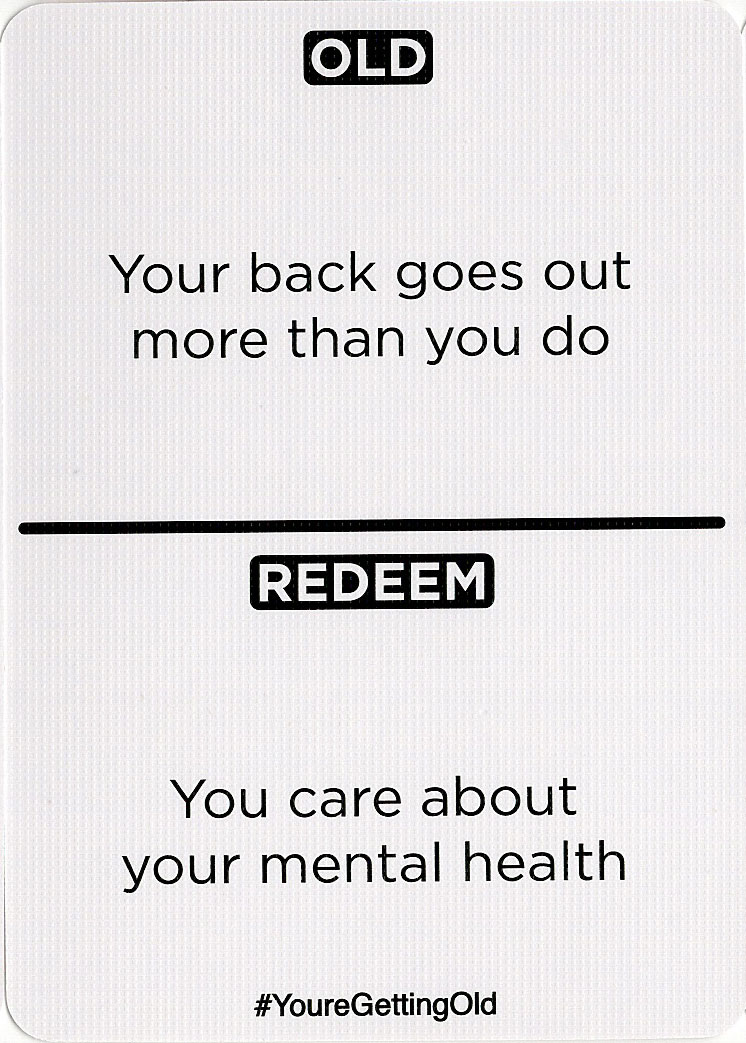 OLD
Your back goes out
more than you do
REDEEM
You care about
your mental health
#YoureGettingOld